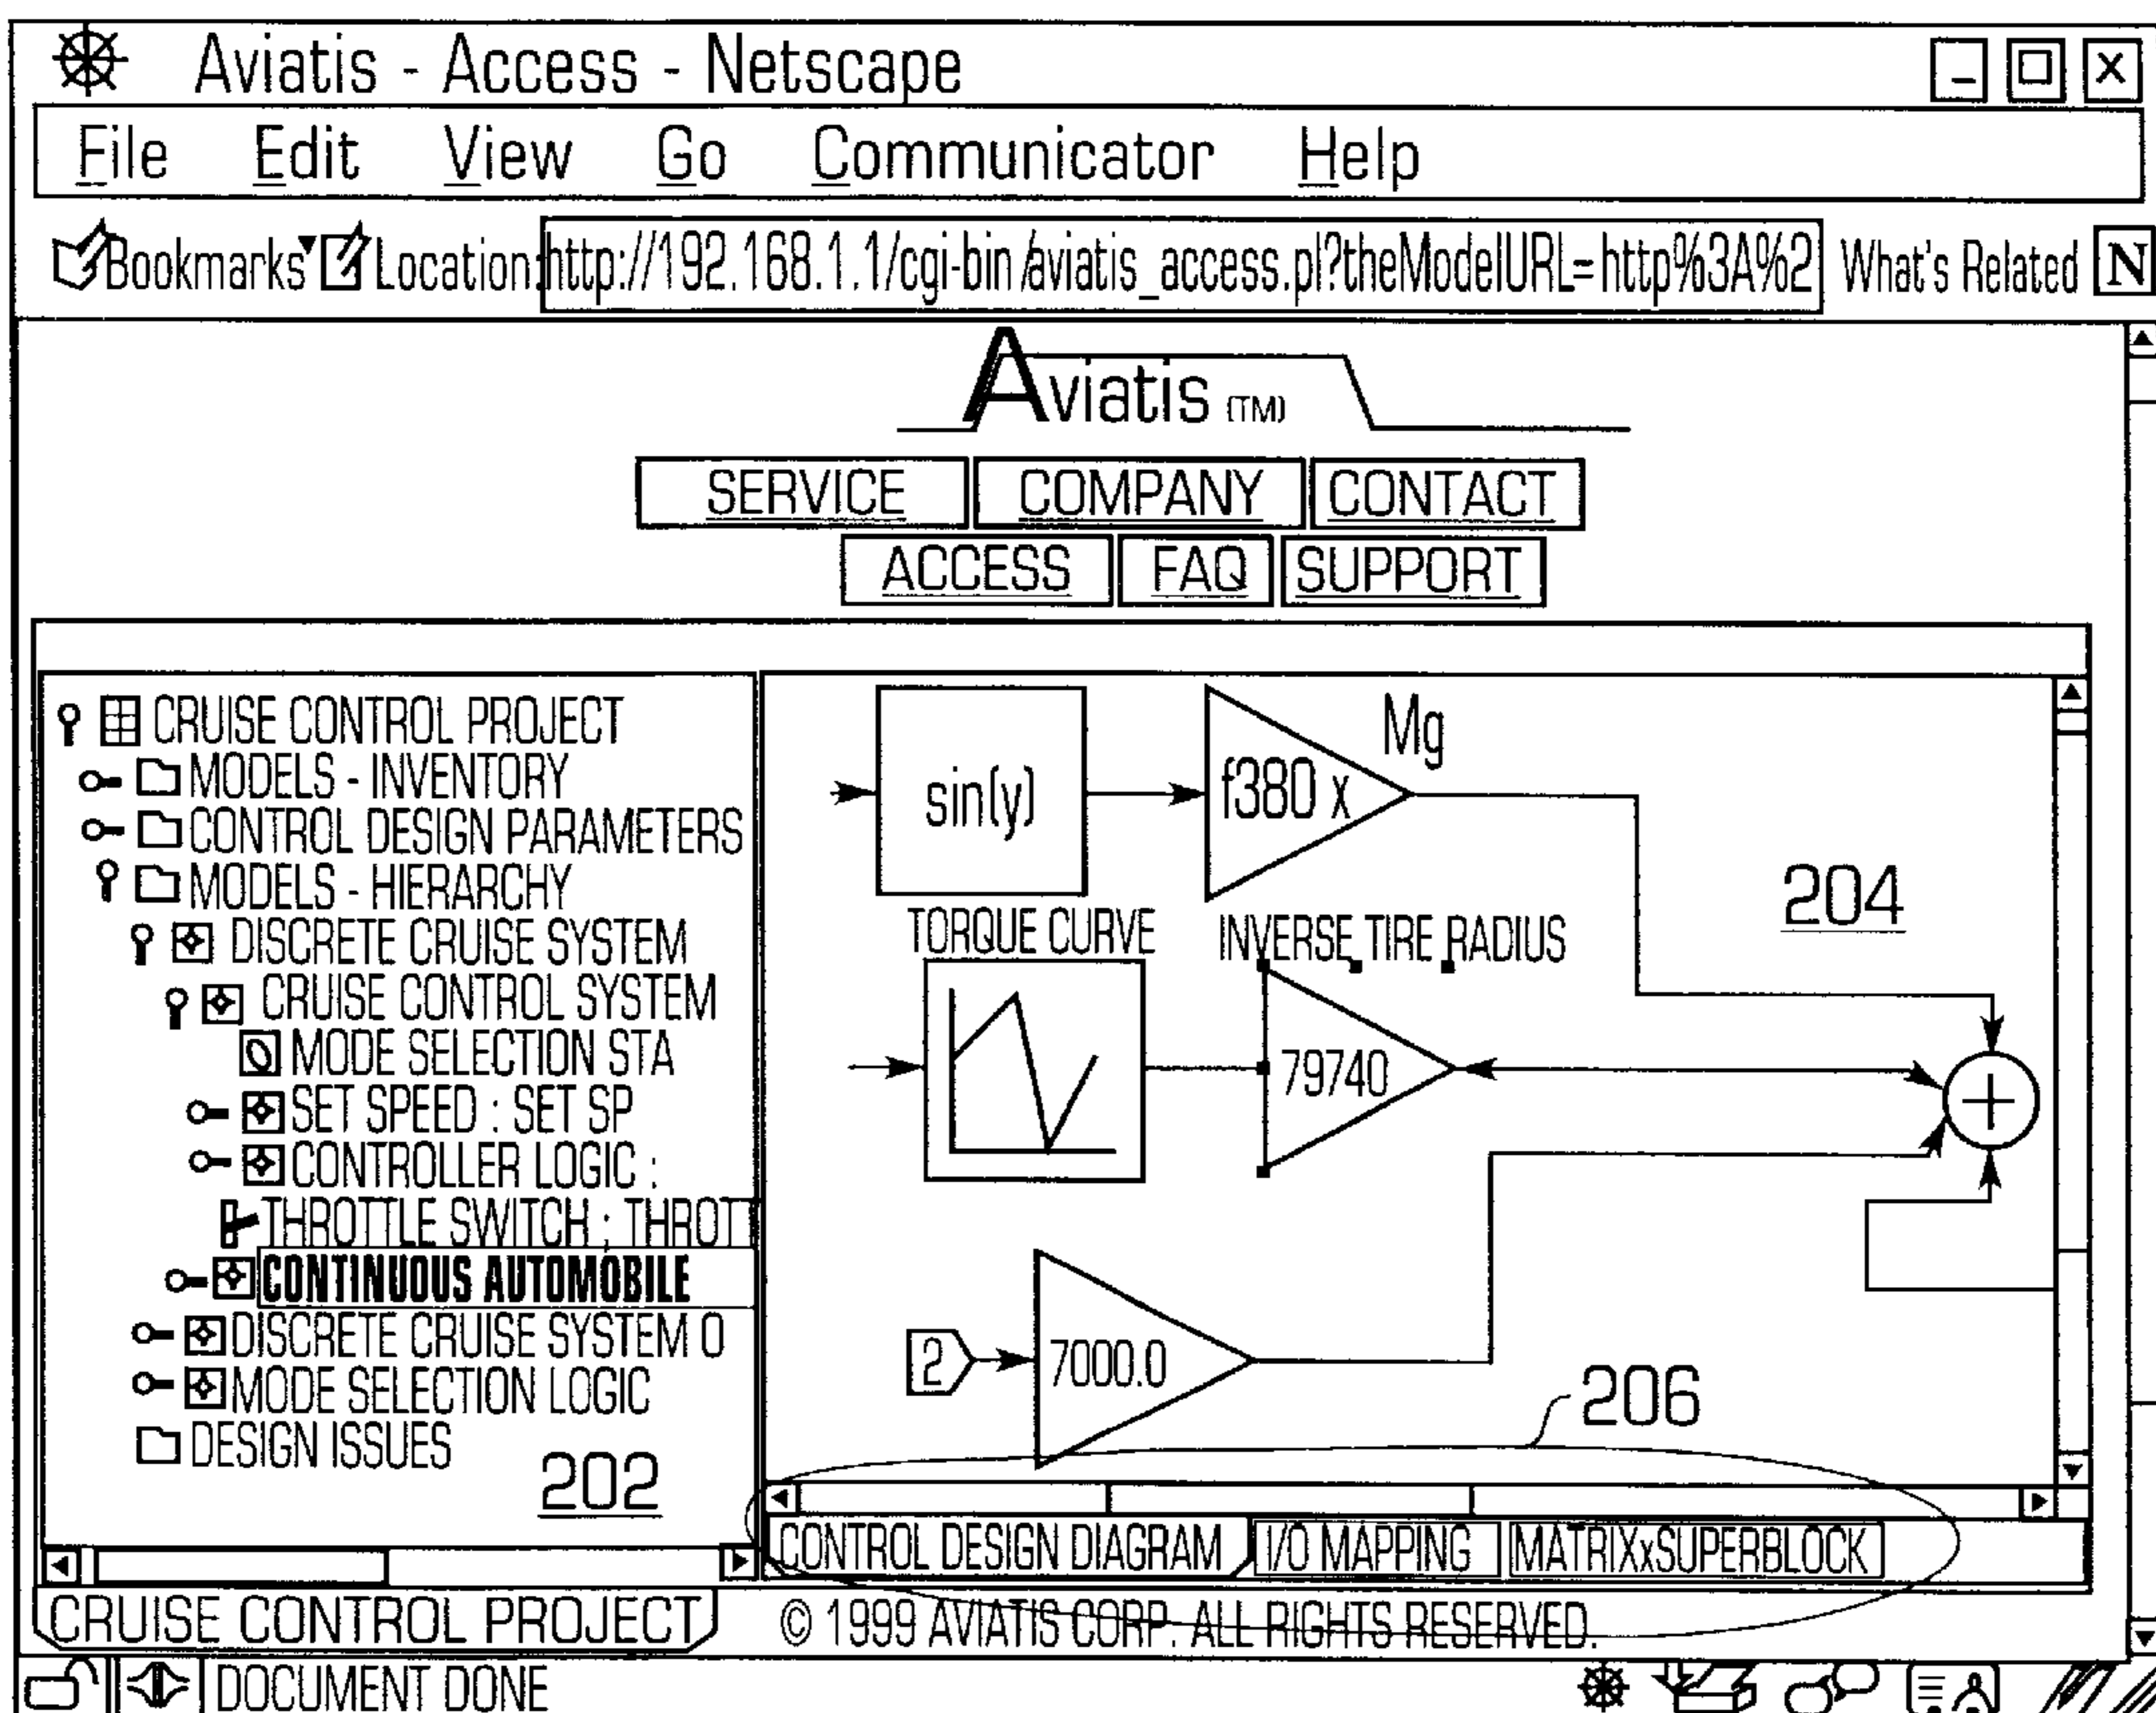 Aviatis - Access - Netscape
File Edit View Go Communicator Help
Bookmarks Location: http://192.168.1.1/cgi-bin/aviatis_access.pl?theModelURL=http%3A%2 What's Related N
Aviatis (TM)
SERVICE COMPANY CONTACT
ACCESS FAQ SUPPORT
CRUISE CONTROL PROJECT
MODELS - INVENTORY
CONTROL DESIGN PARAMETERS
MODELS - HIERARCHY
DISCRETE CRUISE SYSTEM
CRUISE CONTROL SYSTEM
MODE SELECTION STA
SET SPEED : SET SP
CONTROLLER LOGIC :
THROTTLE SWITCH : THROTT
CONTINUOUS AUTOMOBILE
DISCRETE CRUISE SYSTEM O
MODE SELECTION LOGIC
DESIGN ISSUES
202
Mg
sin(y)
f380 x
204
TORQUE CURVE
INVERSE TIRE RADIUS
79740
2
7000.0
206
CONTROL DESIGN DIAGRAM I/O MAPPING MATRIXxSUPERBLOCK
CRUISE CONTROL PROJECT
© 1999 AVIATIS CORP. ALL RIGHTS RESERVED.
DOCUMENT DONE